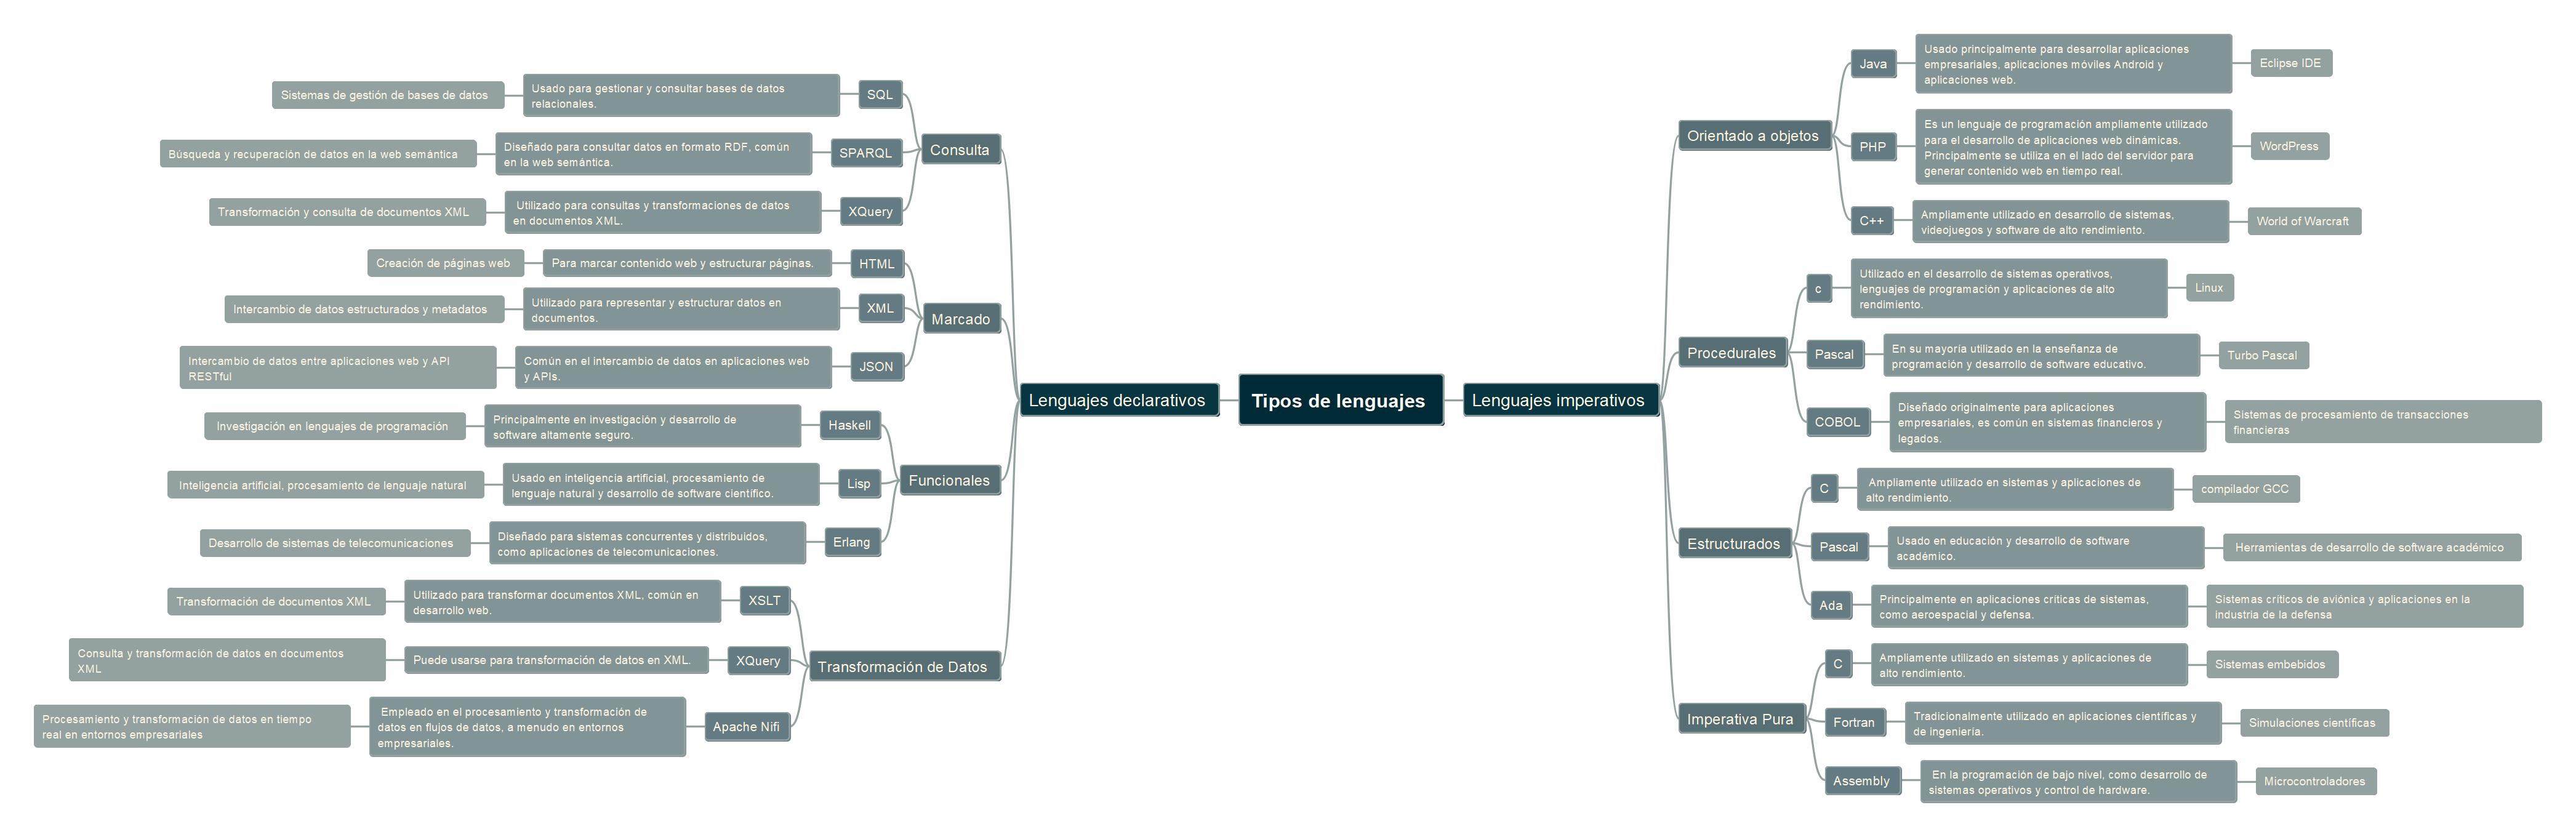 Tipos de lenguajes
Lenguajes declarativos
Consulta
SQL
Usado para gestionar y consultar bases de datos
relacionales.
Sistemas de gestión de bases de datos
SPARQL
Diseñado para consultar datos en formato RDF, común
en la web semántica.
Búsqueda y recuperación de datos en la web semántica
XQuery
Utilizado para consultas y transformaciones de datos
en documentos XML.
Transformación y consulta de documentos XML
Marcado
HTML
Para marcar contenido web y estructurar páginas.
Creación de páginas web
XML
Utilizado para representar y estructurar datos en
documentos.
Intercambio de datos estructurados y metadatos
JSON
Común en el intercambio de datos en aplicaciones web
y APIs.
Intercambio de datos entre aplicaciones web y API
RESTful
Funcionales
Haskell
Principalmente en investigación y desarrollo de
software altamente seguro.
Investigación en lenguajes de programación
Lisp
Usado en inteligencia artificial, procesamiento de
lenguaje natural y desarrollo de software científico.
Inteligencia artificial, procesamiento de lenguaje natural
Erlang
Diseñado para sistemas concurrentes y distribuidos,
como aplicaciones de telecomunicaciones.
Desarrollo de sistemas de telecomunicaciones
Transformación de Datos
XSLT
Utilizado para transformar documentos XML, común en
desarrollo web.
Transformación de documentos XML
XQuery
Puede usarse para transformación de datos en XML.
Consulta y transformación de datos en documentos
XML
Apache Nifi
Empleado en el procesamiento y transformación de
datos en flujos de datos, a menudo en entornos
empresariales.
Procesamiento y transformación de datos en tiempo
real en entornos empresariales
Lenguajes imperativos
Orientado a objetos
Java
Usado principalmente para desarrollar aplicaciones
empresariales, aplicaciones móviles Android y
aplicaciones web.
Eclipse IDE
PHP
Es un lenguaje de programación ampliamente utilizado
para el desarrollo de aplicaciones web dinámicas.
Principalmente se utiliza en el lado del servidor para
generar contenido web en tiempo real.
WordPress
C++
Ampliamente utilizado en desarrollo de sistemas,
videojuegos y software de alto rendimiento.
World of Warcraft
Procedurales
c
Utilizado en el desarrollo de sistemas operativos,
lenguajes de programación y aplicaciones de alto
rendimiento.
Linux
Pascal
En su mayoría utilizado en la enseñanza de
programación y desarrollo de software educativo.
Turbo Pascal
COBOL
Diseñado originalmente para aplicaciones
empresariales, es común en sistemas financieros y
legados.
Sistemas de procesamiento de transacciones
financieras
Estructurados
C
Ampliamente utilizado en sistemas y aplicaciones de
alto rendimiento.
compilador GCC
Pascal
Usado en educación y desarrollo de software
académico.
Herramientas de desarrollo de software académico
Ada
Principalmente en aplicaciones críticas de sistemas,
como aeroespacial y defensa.
Sistemas críticos de aviónica y aplicaciones en la
industria de la defensa
Imperativa Pura
C
Ampliamente utilizado en sistemas y aplicaciones de
alto rendimiento.
Sistemas embebidos
Fortran
Tradicionalmente utilizado en aplicaciones científicas y
de ingeniería.
Simulaciones científicas
Assembly
En la programación de bajo nivel, como desarrollo de
sistemas operativos y control de hardware.
Microcontroladores